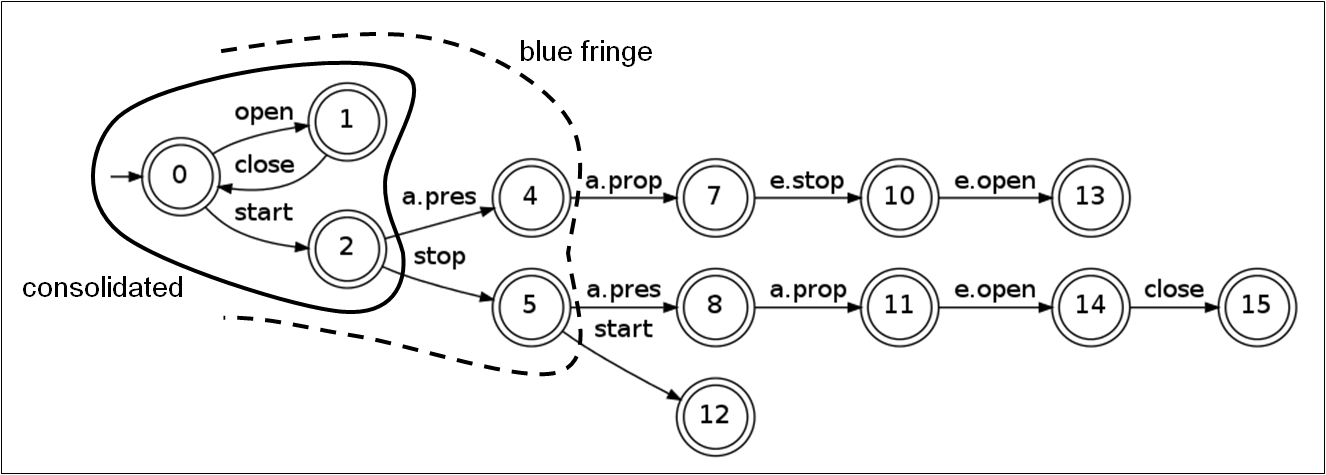 blue fringe
open
1
0
close
start
a.pres
4
a.prop
7
e.stop
10
e.open
13
2
stop
consolidated
5
a.pres
8
a.prop
11
e.open
14
close
15
start
12